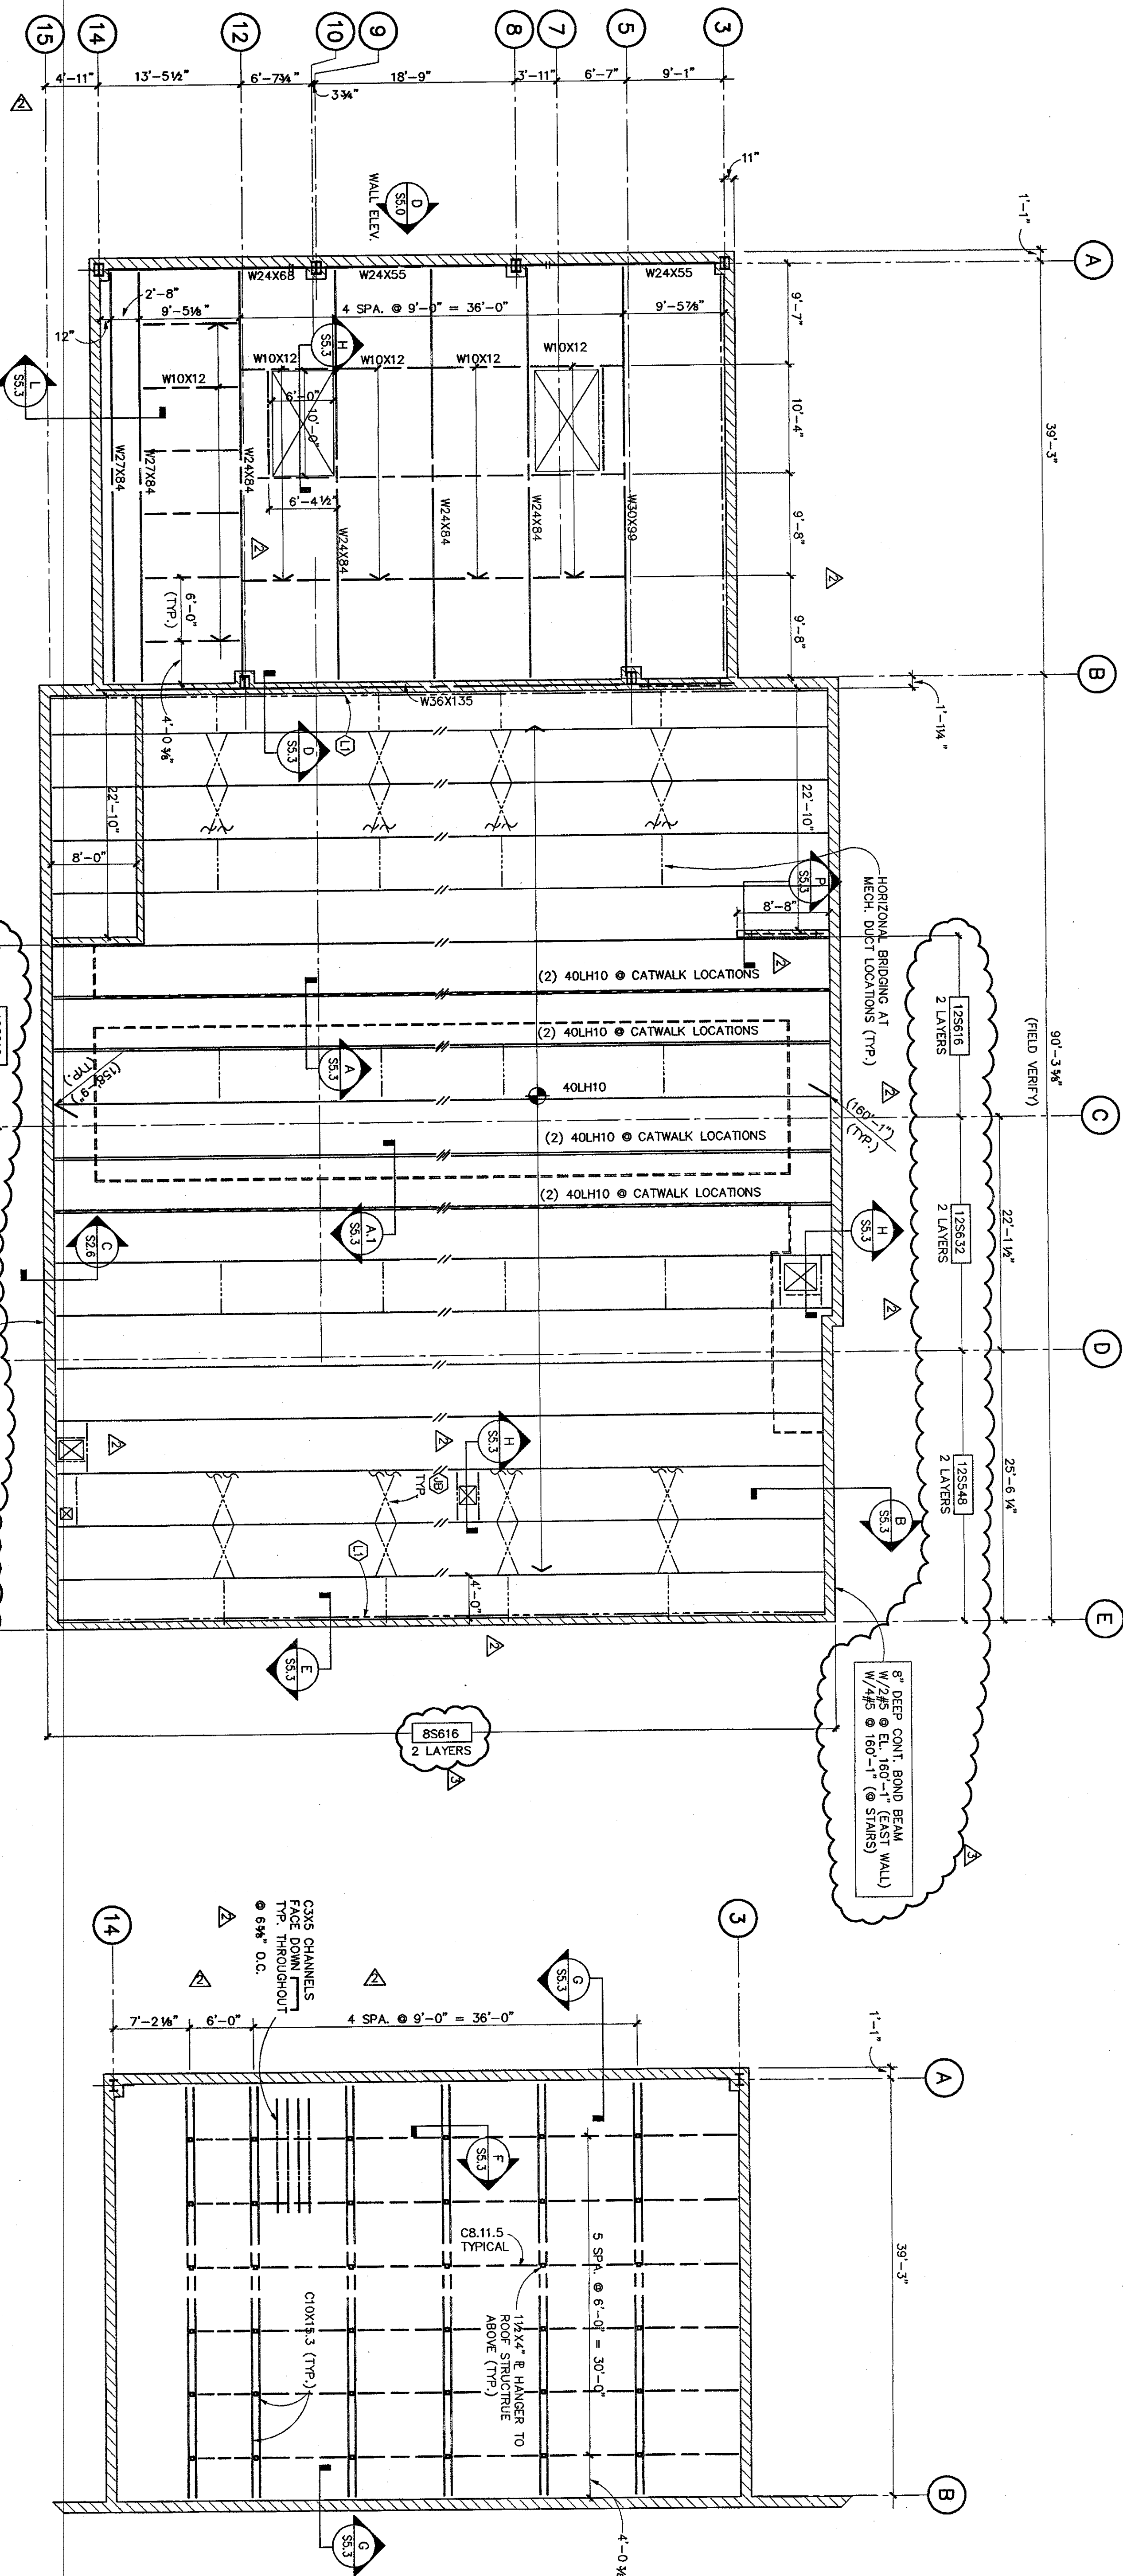 15
14
12
10
9
8
7
5
3
4'-11"
13'-5½"
6'-7¾"
3¾"
18'-9"
3'-11"
6'-7"
9'-1"
11"
1'-1"
39'-3"
A
B
C
D
E
D
S5.0
WALL ELEV.
W24X68
W24X55
W24X55
2'-8"
9'-5⅛"
4 SPA. @ 9'-0" = 36'-0"
9'-5⅞"
12"
9'-7"
10'-4"
9'-8"
9'-8"
H
S5.3
L
S5.3
W10X12
W10X12
W10X12
W10X12
W10X12
6'-0"
10'-0"
6'-4½"
W27X84
W27X84
W24X84
W24X84
W24X84
W24X84
W30X99
6'-0"
(TYP.)
4'-0⅜"
2
W36X135
1'-1¼"
D
S5.3
L1
22'-10"
22'-10"
8'-0"
8'-8"
P
S5.3
HORIZONAL BRIDGING AT
MECH. DUCT LOCATIONS (TYP.)
90'-3⅝"
(FIELD VERIFY)
12S616
2 LAYERS
12S632
2 LAYERS
12S548
2 LAYERS
22'-1½"
25'-6¼"
(2) 40LH10 @ CATWALK LOCATIONS
(2) 40LH10 @ CATWALK LOCATIONS
40LH10
(2) 40LH10 @ CATWALK LOCATIONS
(2) 40LH10 @ CATWALK LOCATIONS
A
S5.3
A.1
S5.3
(158'-9")
(TYP.)
(160'-1")
(TYP.)
C
S2.6
H
S5.3
H
S5.3
B
S5.3
JB
TYP
L1
4'-0"
E
S5.3
8S616
2 LAYERS
3
8" DEEP CONT. BOND BEAM
W/2#5 @ EL. 160'-1" (EAST WALL)
W/4#5 @ 160'-1" (@ STAIRS)
3
14
3
C3X5 CHANNELS
FACE DOWN
TYP. THROUGHOUT
@ 6⅝" O.C.
2
7'-2⅛"
6'-0"
4 SPA. @ 9'-0" = 36'-0"
G
S5.3
1'-1"
A
39'-3"
B
F
S5.3
C8.11.5
TYPICAL
5 SPA. @ 6'-0" = 30'-0"
1½X4" PL HANGER TO
ROOF STRUCTRUE
ABOVE (TYP.)
C10X15.3 (TYP.)
G
S5.3